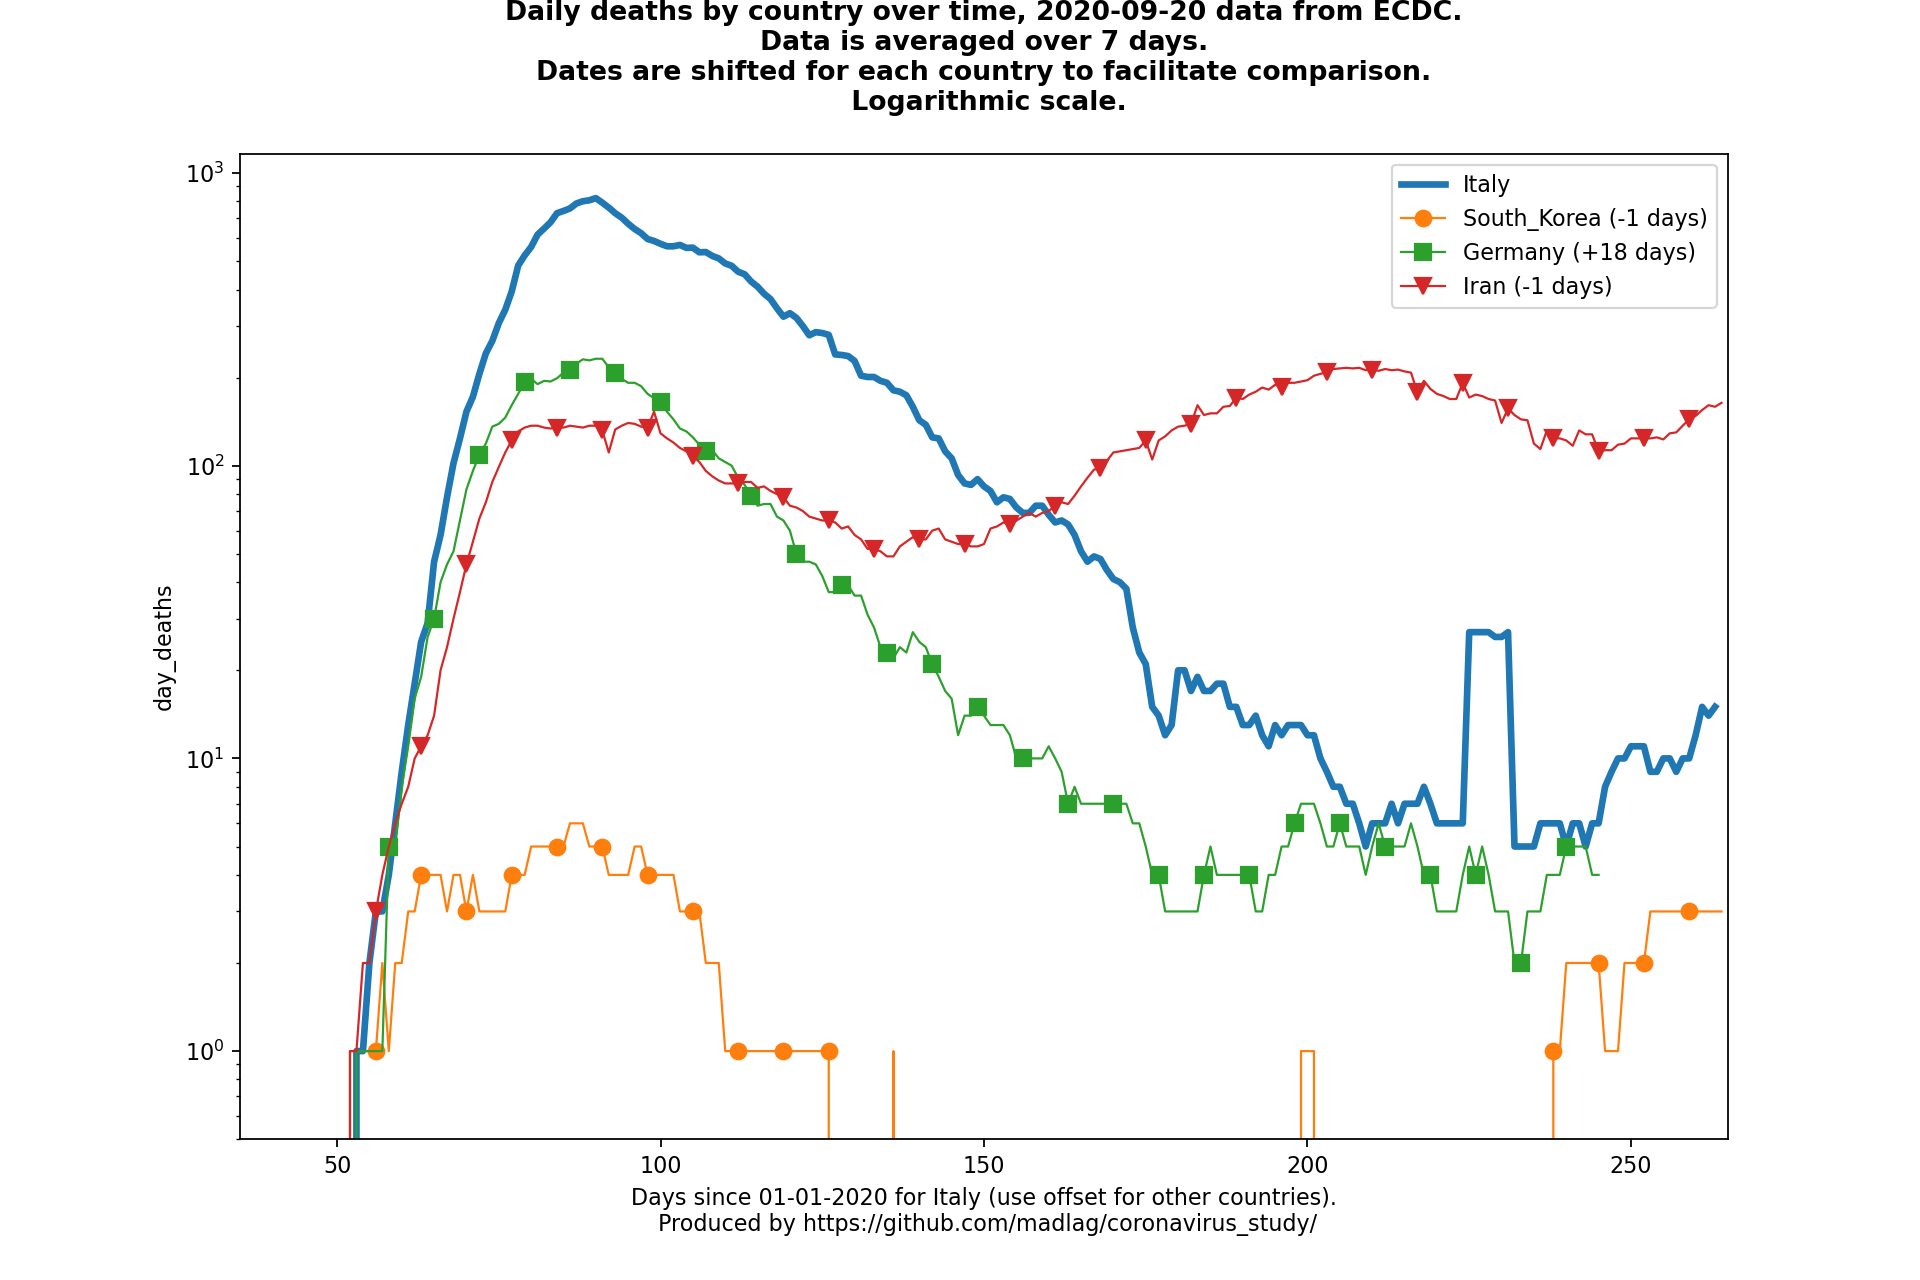 Daily deaths by country over time, 2020-09-20 data from ECDC.
Data is averaged over 7 days.
Dates are shifted for each country to facilitate comparison.
Logarithmic scale.
10³
10²
10¹
10⁰
day_deaths
Italy
South_Korea (-1 days)
Germany (+18 days)
Iran (-1 days)
50
100
150
200
250
Days since 01-01-2020 for Italy (use offset for other countries).
Produced by https://github.com/madlag/coronavirus_study/